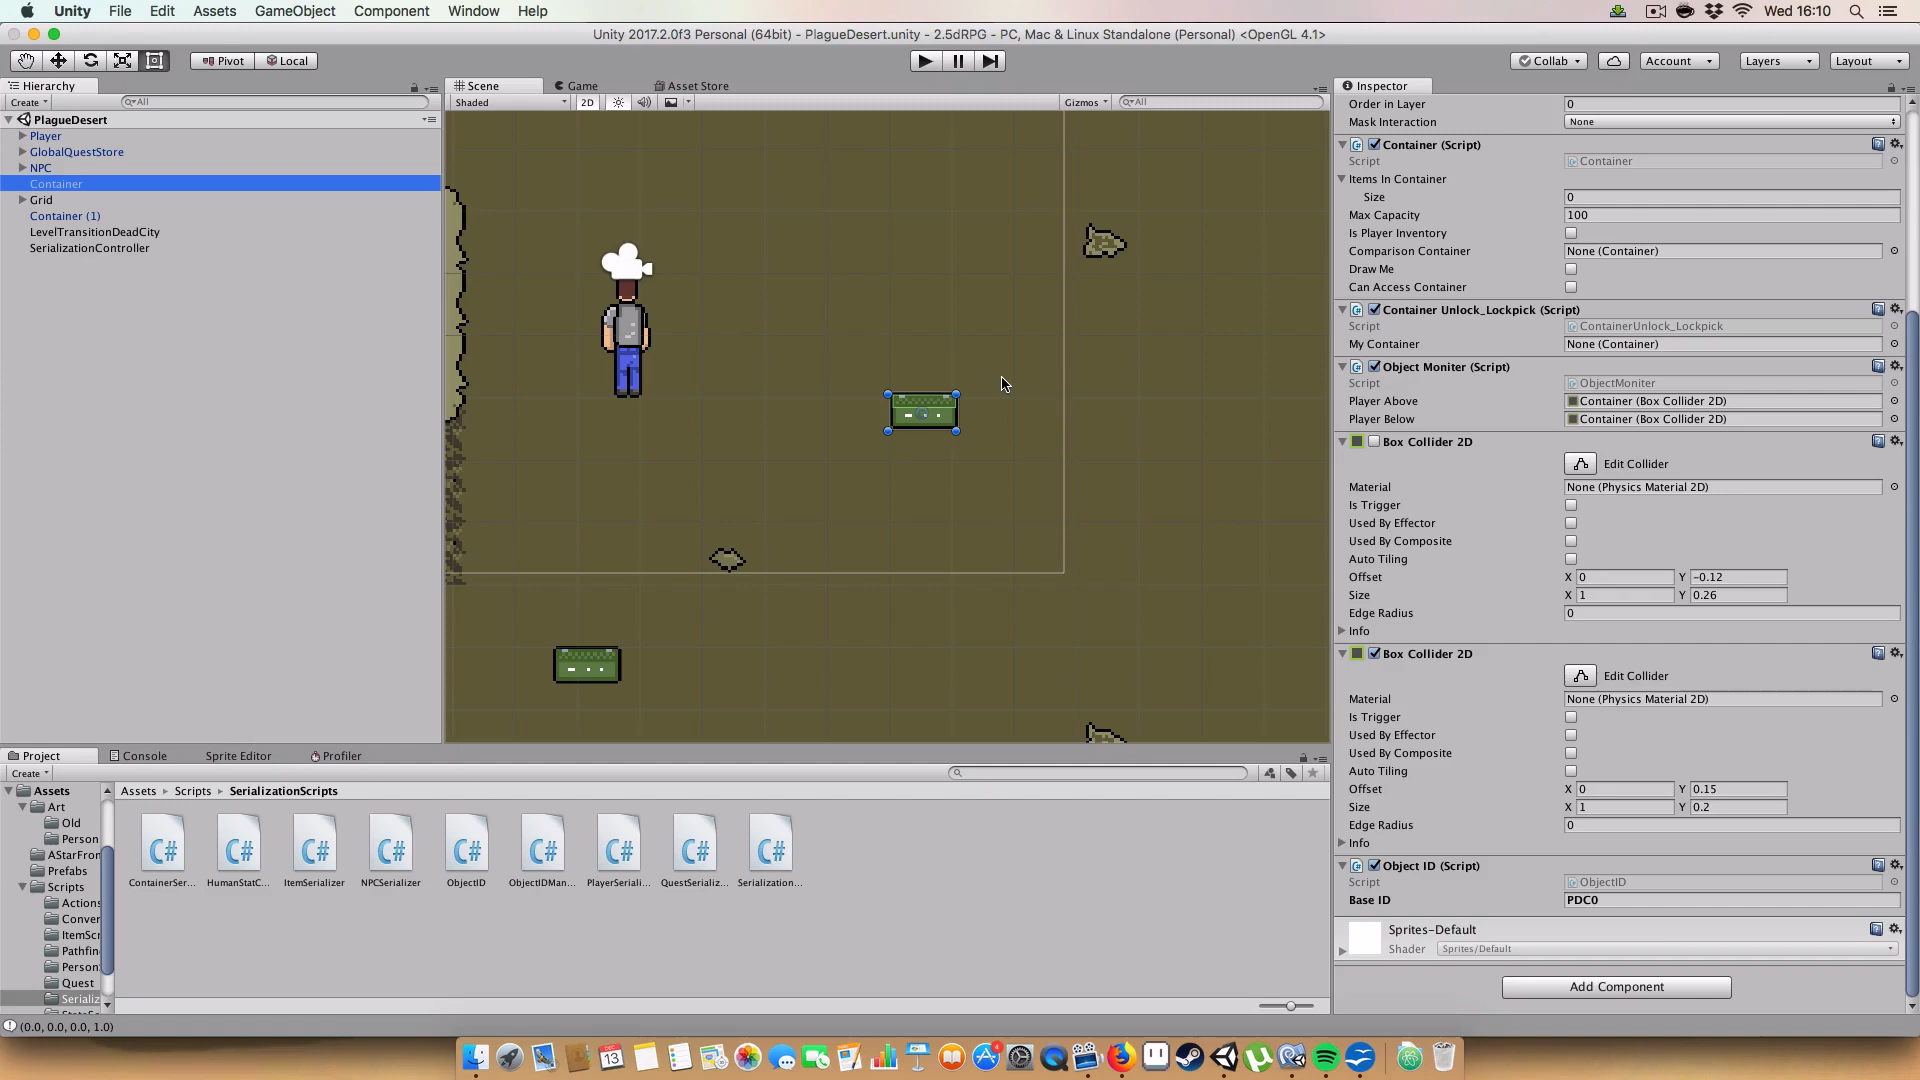 Unity File Edit Assets GameObject Component Window Help Wed 16:10
Unity 2017.2.0f3 Personal (64bit) - PlagueDesert.unity - 2.5dRPG - PC, Mac & Linux Standalone (Personal) <OpenGL 4.1>
Pivot Local Collab Account Layers Layout
Hierarchy Scene Game Asset Store Inspector
Create All Shaded 2D Gizmos All Order in Layer 0
PlagueDesert Mask Interaction None
Player
GlobalQuestStore Container (Script)
NPC Script Container
Container Items In Container
Grid Size 0
Container (1) Max Capacity 100
LevelTransitionDeadCity Is Player Inventory
SerializationController Comparison Container None (Container)
Draw Me
Can Access Container
Container Unlock_Lockpick (Script)
Script ContainerUnlock_Lockpick
My Container None (Container)
Object Moniter (Script)
Script ObjectMoniter
Player Above Container (Box Collider 2D)
Player Below Container (Box Collider 2D)
Box Collider 2D
Edit Collider
Material None (Physics Material 2D)
Is Trigger
Used By Effector
Used By Composite
Auto Tiling
Offset X 0 Y -0.12
Size X 1 Y 0.26
Edge Radius 0
Info
Box Collider 2D
Edit Collider
Material None (Physics Material 2D)
Is Trigger
Used By Effector
Used By Composite
Auto Tiling
Offset X 0 Y 0.15
Size X 1 Y 0.2
Edge Radius 0
Info
Object ID (Script)
Script ObjectID
Base ID PDC0
Sprites-Default
Shader Sprites/Default
Add Component
Project Console Sprite Editor Profiler
Create
Assets Assets Scripts SerializationScripts
Art
Old
Person
AStarFron
Prefabs
Scripts
Actions
Conver
ItemScr
Pathfin
Person
Quest
Serializ
ContainerSer... HumanStatC... ItemSerializer NPCSerializer ObjectID ObjectIDMan... PlayerSeriali... QuestSerializ... Serialization...
(0.0, 0.0, 0.0, 1.0)
DEC
13
4